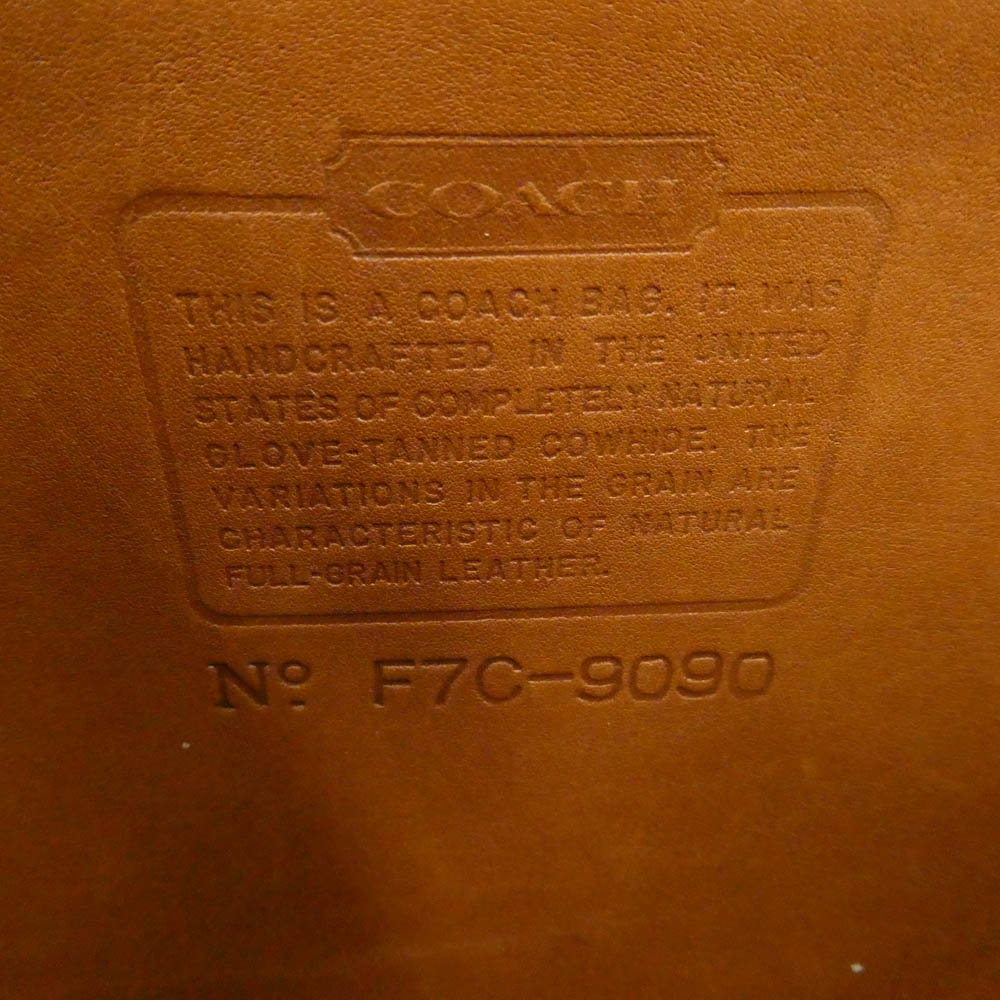 COACH
THIS IS A COACH BAG. IT WAS
HANDCRAFTED IN THE UNITED
STATES OF COMPLETELY NATURAL
GLOVE-TANNED COWHIDE. THE
VARIATIONS IN THE GRAIN ARE
CHARACTERISTIC OF NATURAL
FULL-GRAIN LEATHER.
Nº F7C-9090